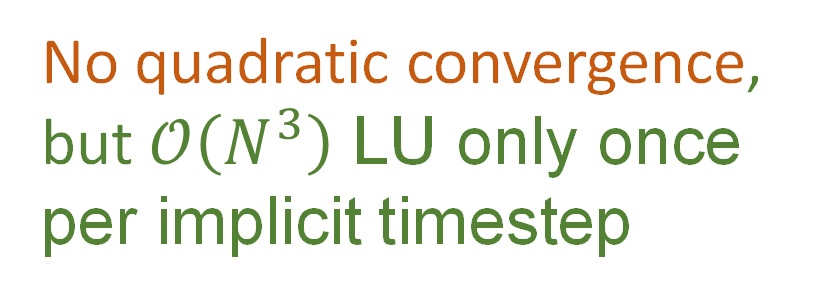 No quadratic convergence,
but 𝒪(𝑁³) LU only once
per implicit timestep